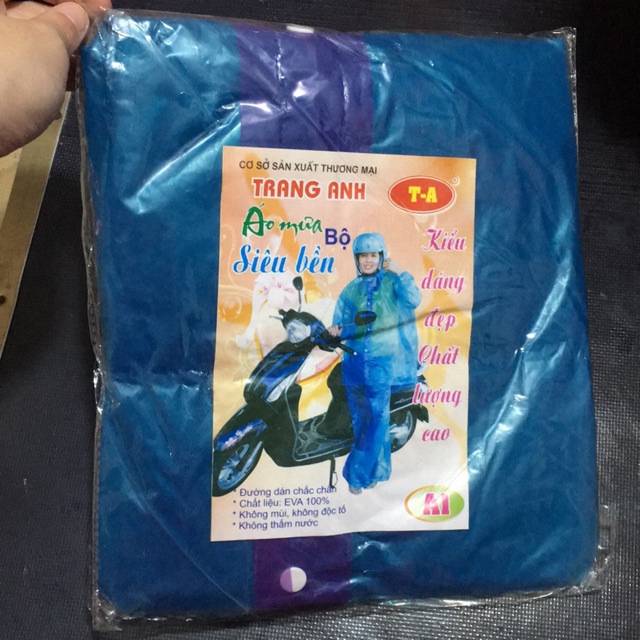 CƠ SỞ SẢN XUẤT THƯƠNG MẠI
TRANG ANH
T-A
Áo mưa
Bộ
Siêu bền
Kiểu
dáng
đẹp
Chất
lượng
cao
* Đường dán chắc chắn
* Chất liệu: EVA 100%
* Không mùi, không độc tố
* Không thấm nước
A1